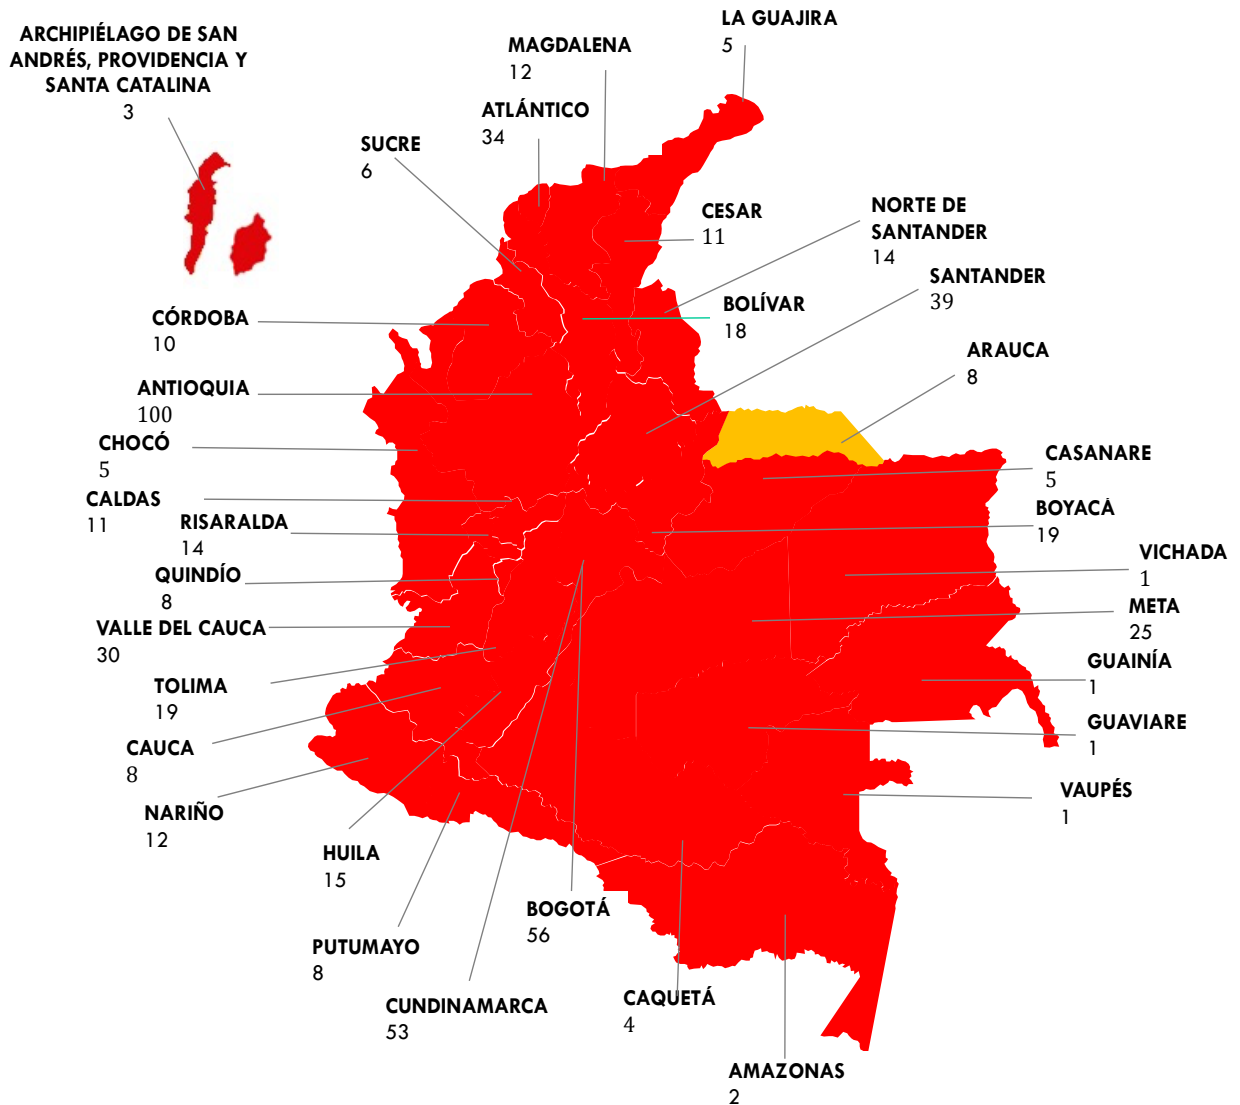 ARCHIPIÉLAGO DE SAN
ANDRÉS, PROVIDENCIA Y
SANTA CATALINA
3
LA GUAJIRA
5
MAGDALENA
12
ATLÁNTICO
34
SUCRE
6
CESAR
11
NORTE DE
SANTANDER
14
SANTANDER
39
BOLÍVAR
18
CÓRDOBA
10
ARAUCA
8
ANTIOQUIA
100
CHOCÓ
5
CASANARE
5
CALDAS
11
BOYACÁ
19
RISARALDA
14
VICHADA
1
QUINDÍO
8
META
25
VALLE DEL CAUCA
30
GUAINÍA
1
TOLIMA
19
GUAVIARE
1
CAUCA
8
VAUPÉS
1
NARIÑO
12
HUILA
15
BOGOTÁ
56
PUTUMAYO
8
CUNDINAMARCA
53
CAQUETÁ
4
AMAZONAS
2